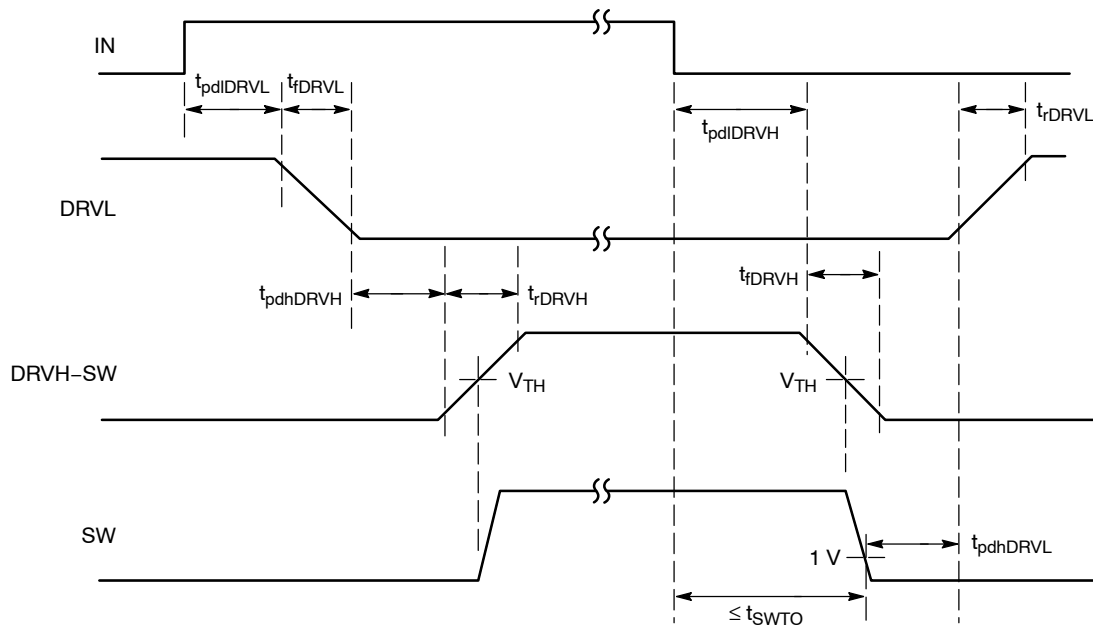 IN
tpdlDRVL
tfDRVL
tpdlDRVH
trDRVL
DRVL
tpdhDRVH
trDRVH
tfDRVH
DRVH–SW
VTH
VTH
SW
1 V
tpdhDRVL
≤ tSWTO